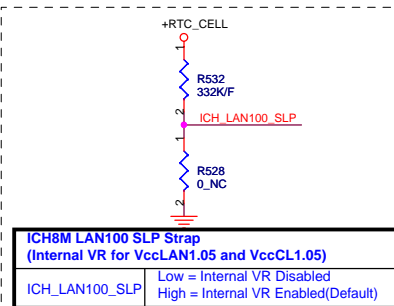 +RTC_CELL
1
R532
332K/F
2
ICH_LAN100_SLP
1
R528
0_NC
2
ICH8M LAN100 SLP Strap
(Internal VR for VccLAN1.05 and VccCL1.05)
ICH_LAN100_SLP
Low = Internal VR Disabled
High = Internal VR Enabled(Default)